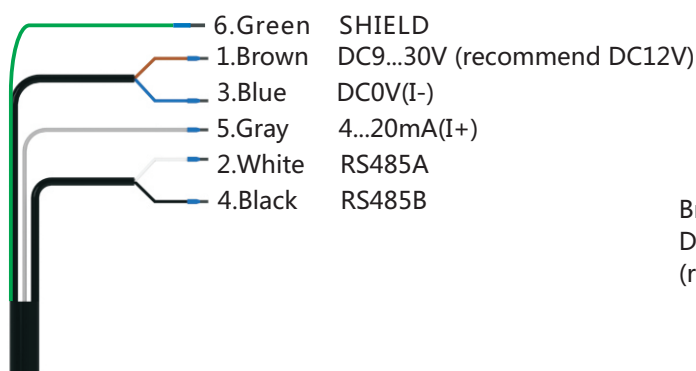 6.Green SHIELD
1.Brown DC9...30V (recommend DC12V)
3.Blue DC0V(I-)
5.Gray 4...20mA(I+)
2.White RS485A
4.Black RS485B